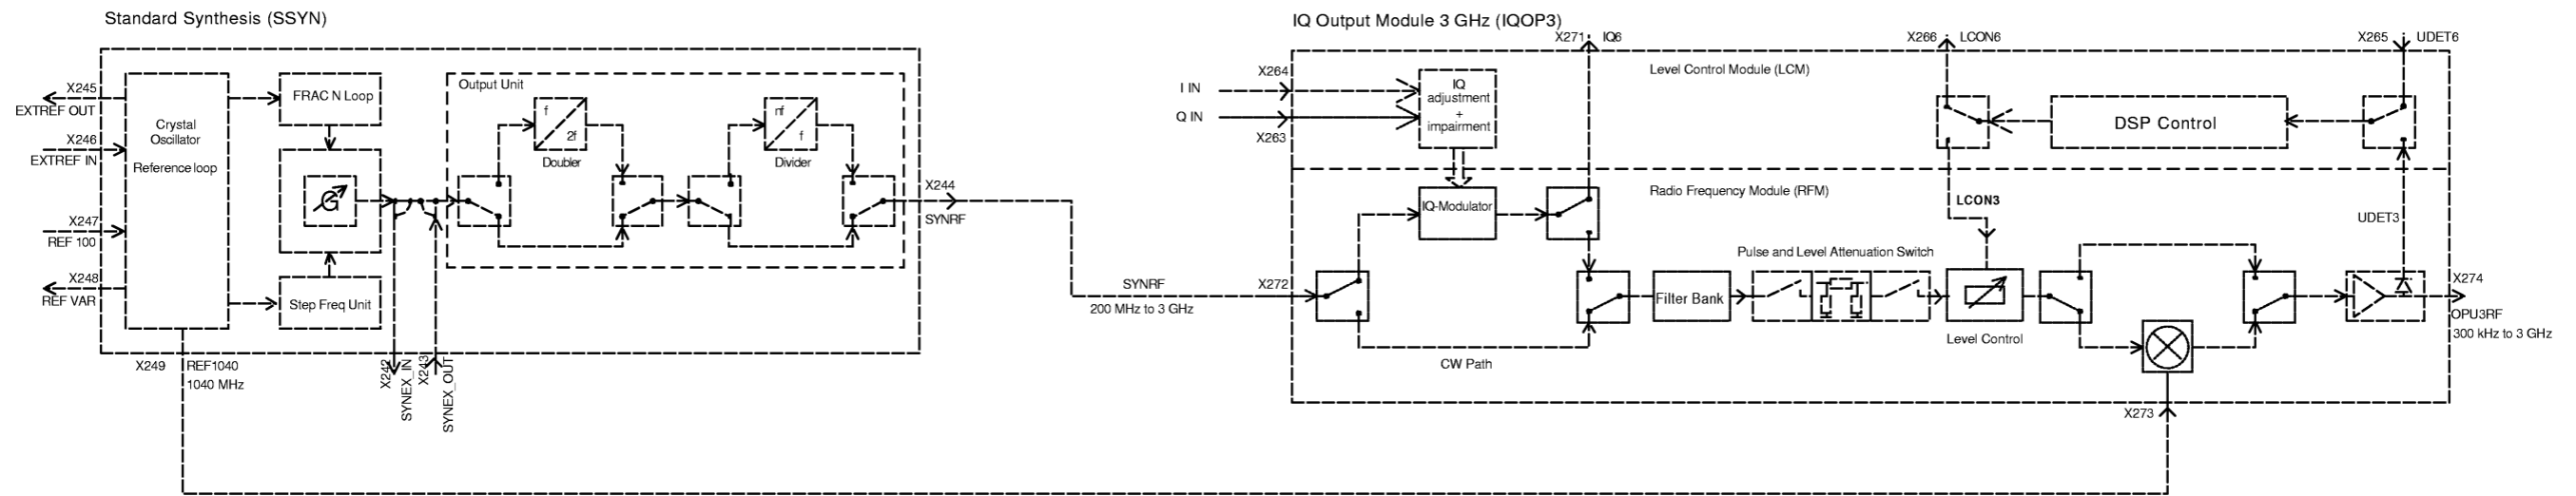 Standard Synthesis (SSYN)
IQ Output Module 3 GHz (IQOP3)
X245
EXTREF OUT
X246
EXTREF IN
X247
REF 100
X248
REF VAR
Crystal
Oscillator
Reference loop
FRAC N Loop
G
Step Freq Unit
Output Unit
f
2f
Doubler
nf
f
Divider
X244
SYNRF
X249
REF1040
1040 MHz
X242
SYNEX_IN
X243
SYNEX_OUT
SYNRF
200 MHz to 3 GHz
X272
I IN
X264
Q IN
X263
X271
IQ6
IQ
adjustment
+
impairment
Level Control Module (LCM)
X266
LCON6
X265
UDET6
DSP Control
Radio Frequency Module (RFM)
IQ-Modulator
LCON3
UDET3
Pulse and Level Attenuation Switch
Filter Bank
Level Control
CW Path
X273
X274
OPU3RF
300 kHz to 3 GHz